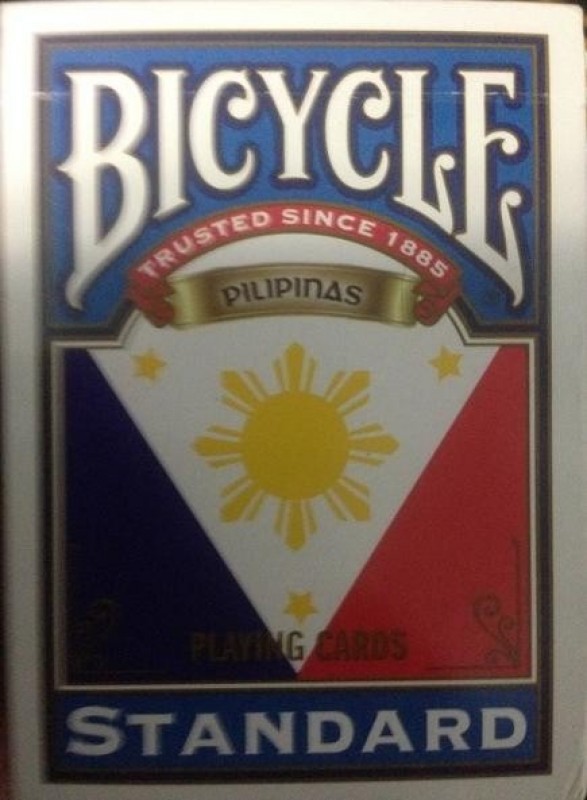 BICYCLE
TRUSTED SINCE 1885
PILIPINAS
PLAYING CARDS
STANDARD